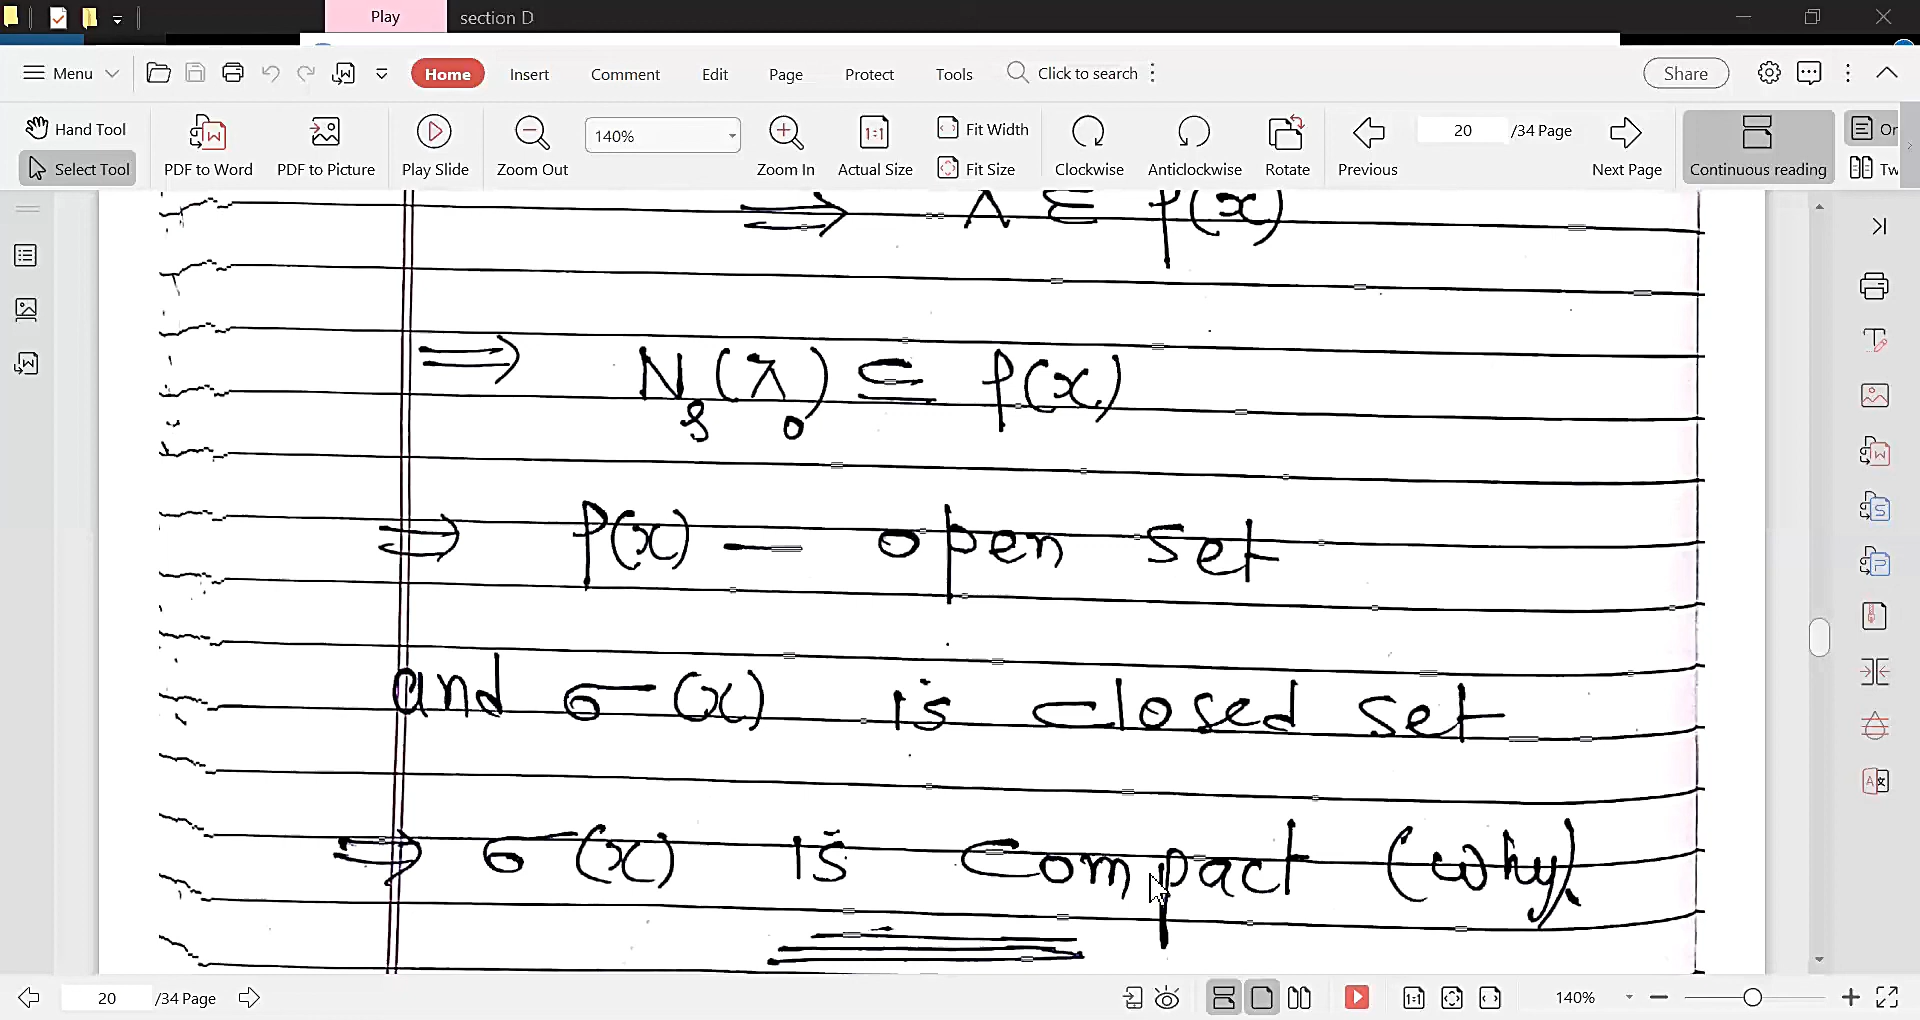 Play section D
Menu Home Insert Comment Edit Page Protect Tools Click to search Share
Hand Tool 140% Fit Width 20 /34 Page Or
Select Tool PDF to Word PDF to Picture Play Slide Zoom Out Zoom In Actual Size Fit Size Clockwise Anticlockwise Rotate Previous Next Page Continuous reading Tw
⇒ λ ∈ ρ(x)
⇒ N_δ(λ_0) ⊆ ρ(x)
⇒ ρ(x) — open set
and σ(x) is closed set
⇒ σ(x) is compact (why).
20 /34 Page 140%